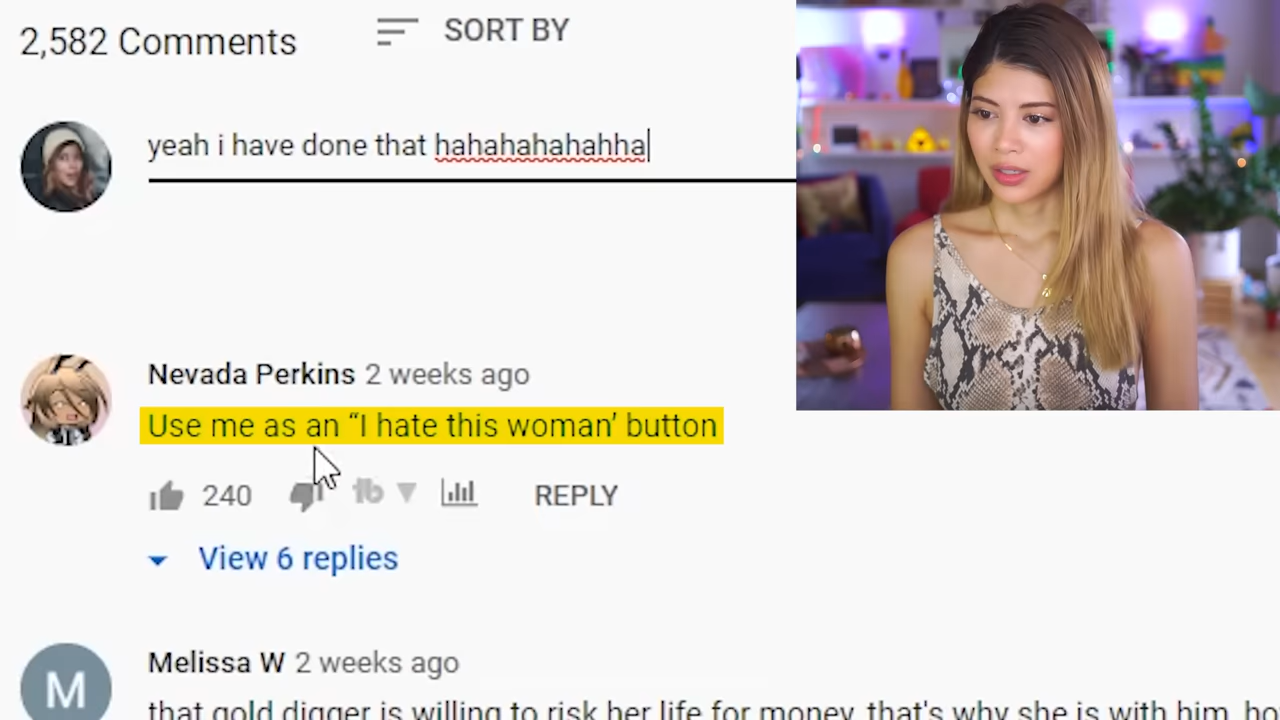 2,582 Comments SORT BY
yeah i have done that hahahahahahha
Nevada Perkins 2 weeks ago
Use me as an “I hate this woman’ button
240 REPLY
View 6 replies
M Melissa W 2 weeks ago
that gold digger is willing to risk her life for money, that's why she is with him, ho